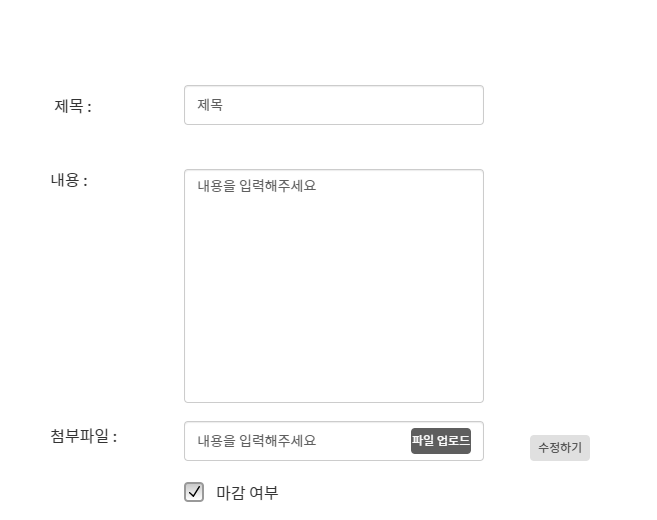 제목 : 제목
내용 : 내용을 입력해주세요
첨부파일 : 내용을 입력해주세요 파일 업로드 수정하기
마감 여부